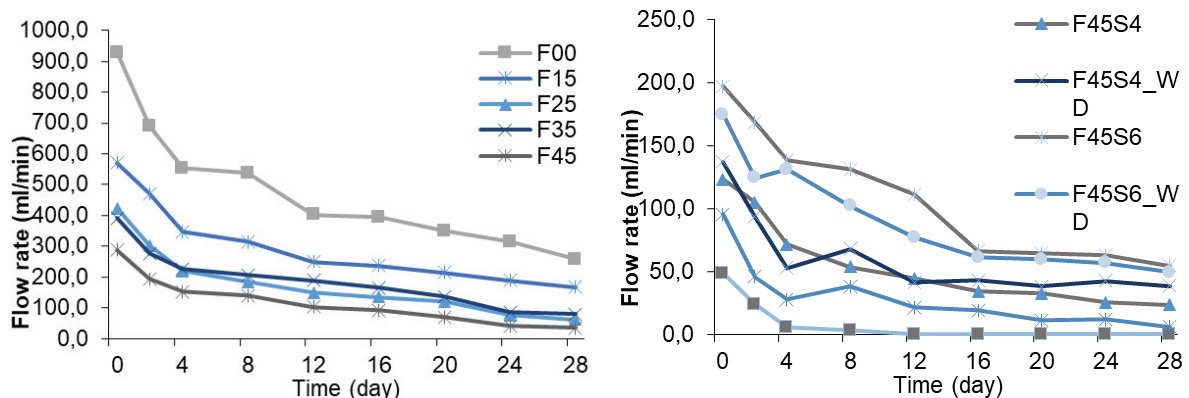 1000,0
900,0
800,0
700,0
600,0
500,0
400,0
300,0
200,0
100,0
0,0
Flow rate (ml/min)
0 4 8 12 16 20 24 28
Time (day)
F00
F15
F25
F35
F45
250,0
200,0
150,0
100,0
50,0
0,0
Flow rate (ml/min)
0 4 8 12 16 20 24 28
Time (day)
F45S4
F45S4_W
D
F45S6
F45S6_W
D